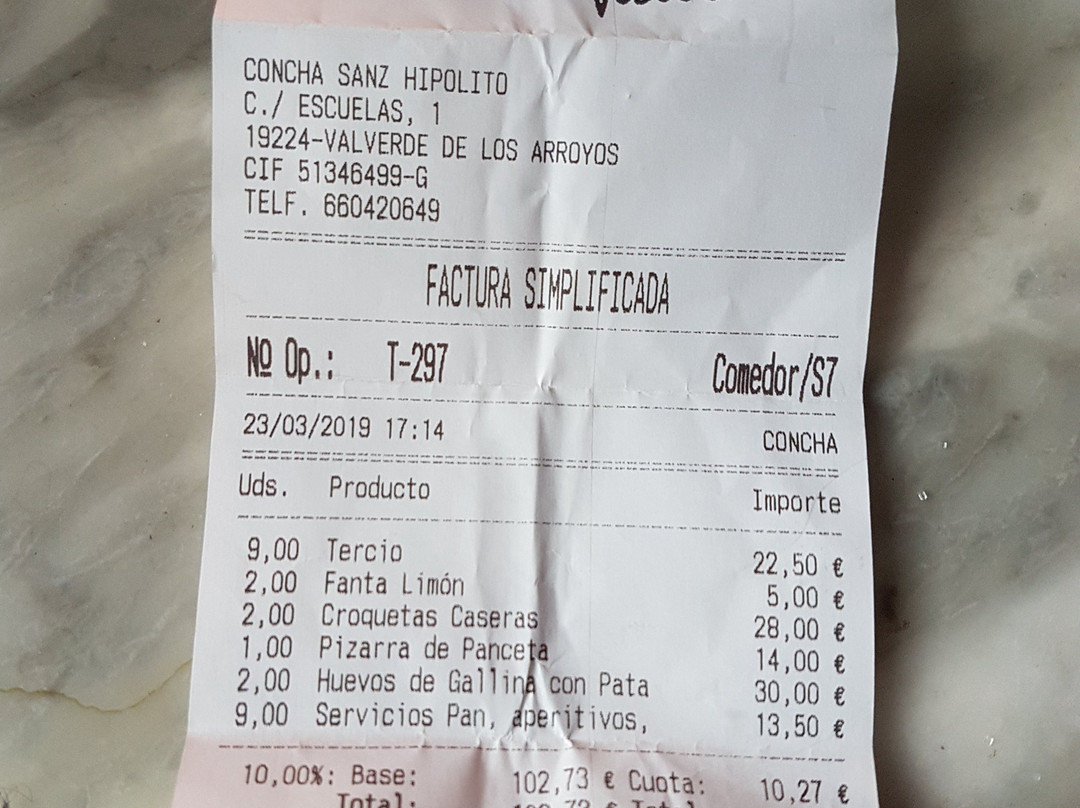 CONCHA SANZ HIPOLITO
C./ ESCUELAS, 1
19224-VALVERDE DE LOS ARROYOS
CIF 51346499-G
TELF. 660420649
FACTURA SIMPLIFICADA
Nº Op.: T-297 Comedor/S7
23/03/2019 17:14 CONCHA
Uds. Producto Importe
9,00 Tercio 22,50 €
2,00 Fanta Limón 5,00 €
2,00 Croquetas Caseras 28,00 €
1,00 Pizarra de Panceta 14,00 €
2,00 Huevos de Gallina con Pata 30,00 €
9,00 Servicios Pan, aperitivos, 13,50 €
10,00%: Base: 102,73 € Cuota: 10,27 €
Total: